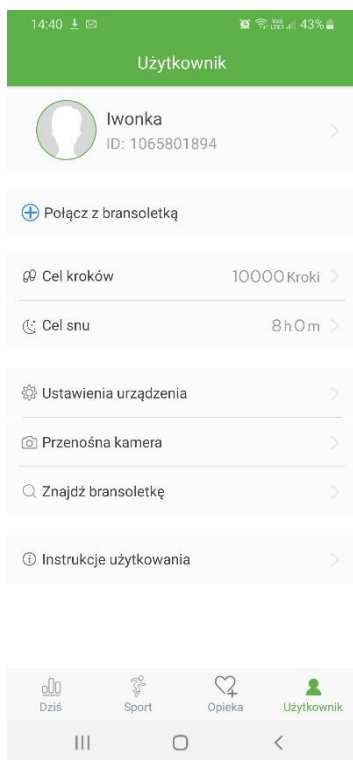 14:40 43%
Użytkownik
Iwonka
ID: 1065801894
Połącz z bransoletką
Cel kroków 10000 Kroki
Cel snu 8h0m
Ustawienia urządzenia
Przenośna kamera
Znajdź bransoletkę
Instrukcje użytkowania
Dziś Sport Opieka Użytkownik